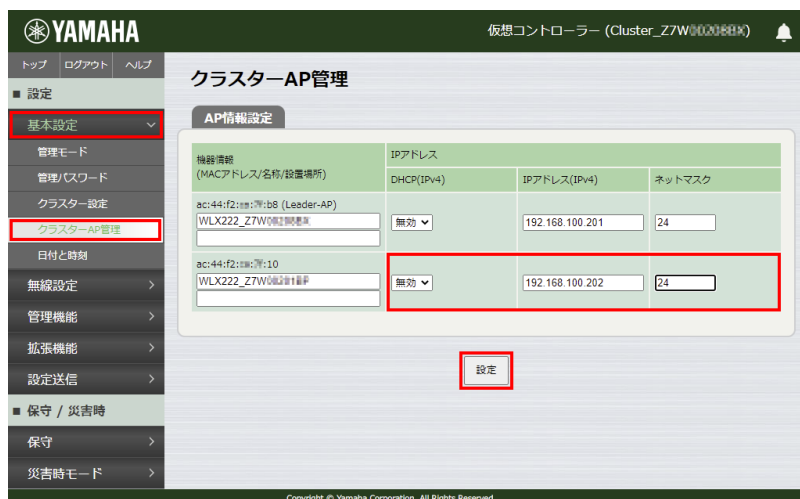 YAMAHA
仮想コントローラー (Cluster_Z7W
トップ ログアウト ヘルプ
■ 設定
基本設定
管理モード
管理パスワード
クラスター設定
クラスターAP管理
日付と時刻
無線設定
管理機能
拡張機能
設定送信
■ 保守 / 災害時
保守
災害時モード
クラスターAP管理
AP情報設定
機器情報
(MACアドレス/名称/設置場所)
IPアドレス
DHCP(IPv4) IPアドレス(IPv4) ネットマスク
ac:44:f2: :b8 (Leader-AP)
WLX222_Z7W
無効 192.168.100.201 24
ac:44:f2: :10
WLX222_Z7W
無効 192.168.100.202 24
設定
Copyright © Yamaha Corporation. All Rights Reserved.